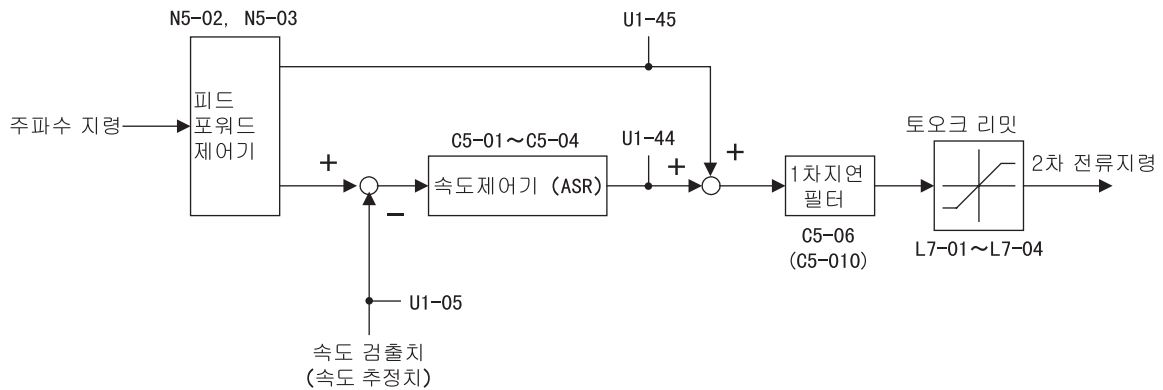 N5-02, N5-03
U1-45
피드
포워드
제어기
주파수 지령
C5-01~C5-04
U1-44
토오크 리밋
+
+
+
속도제어기 (ASR)
1차지연
필터
2차 전류지령
−
C5-06
(C5-010)
L7-01~L7-04
U1-05
속도 검출치
(속도 추정치)